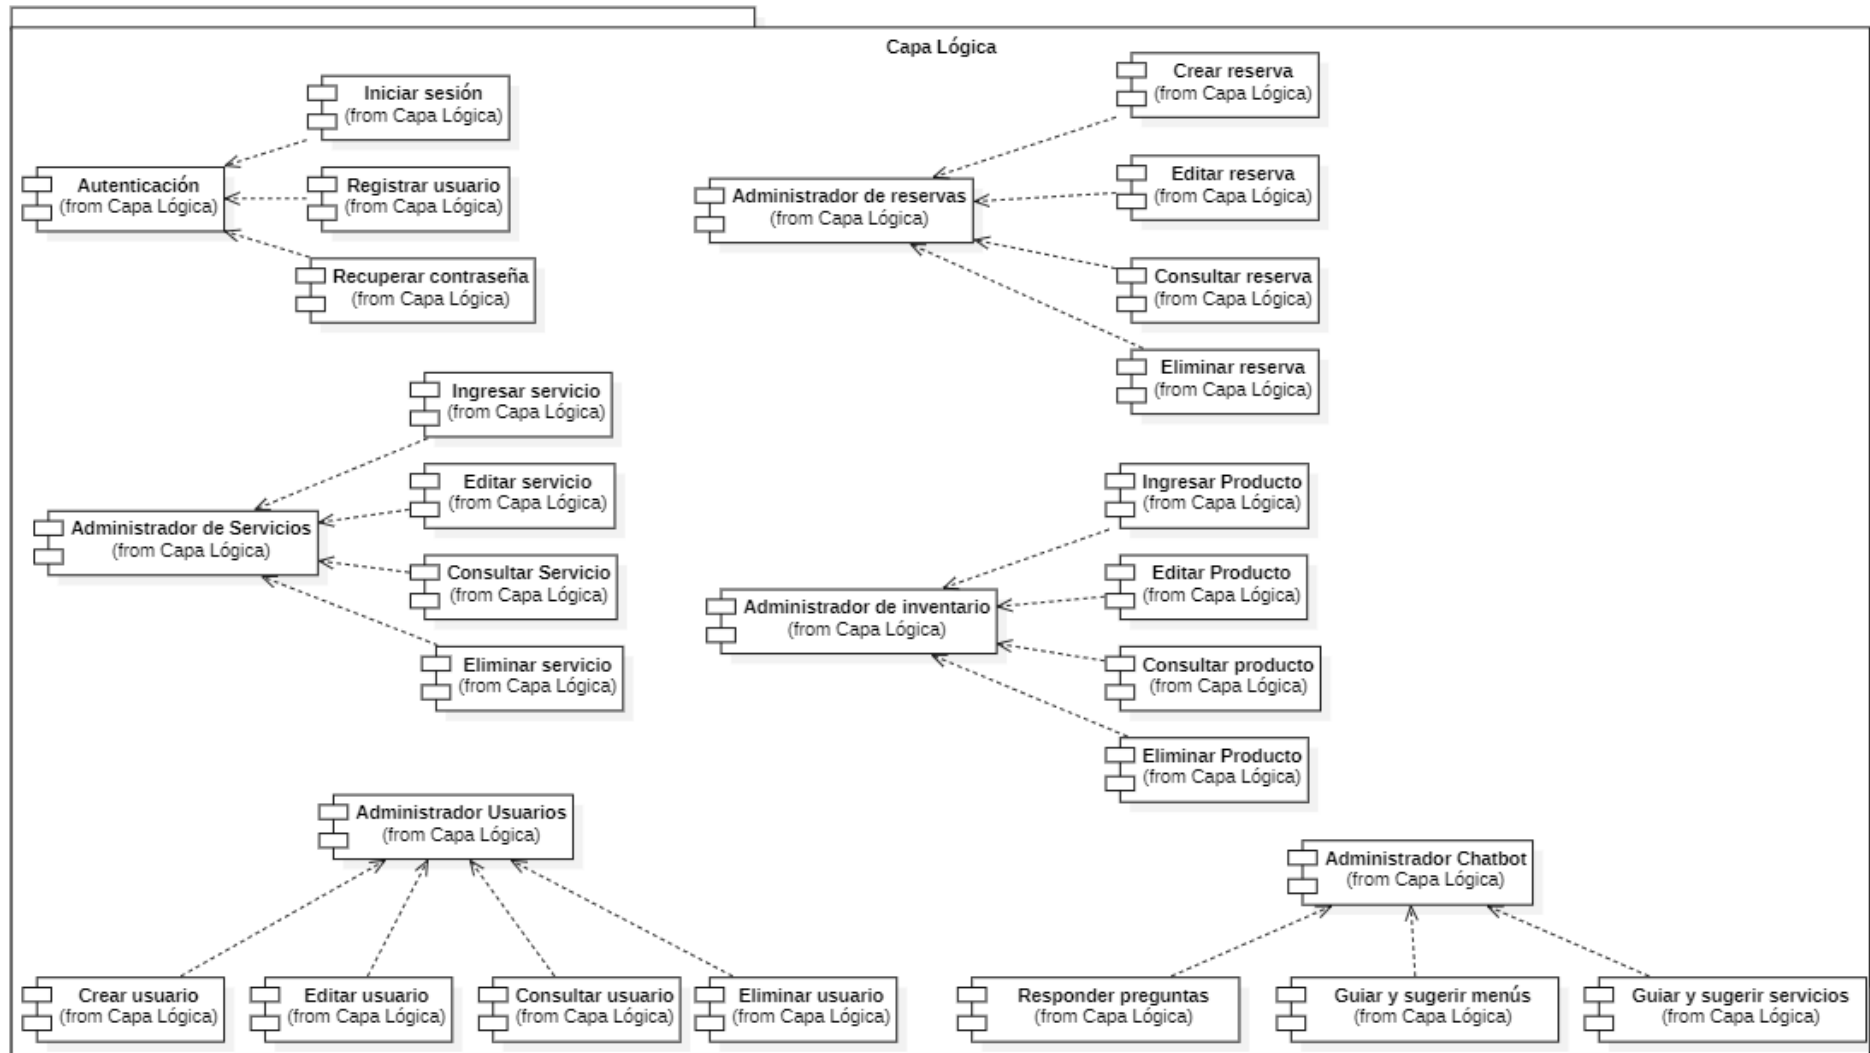 Capa Lógica
Iniciar sesión
(from Capa Lógica)
Autenticación
(from Capa Lógica)
Registrar usuario
(from Capa Lógica)
Recuperar contraseña
(from Capa Lógica)
Crear reserva
(from Capa Lógica)
Administrador de reservas
(from Capa Lógica)
Editar reserva
(from Capa Lógica)
Consultar reserva
(from Capa Lógica)
Eliminar reserva
(from Capa Lógica)
Ingresar servicio
(from Capa Lógica)
Editar servicio
(from Capa Lógica)
Administrador de Servicios
(from Capa Lógica)
Consultar Servicio
(from Capa Lógica)
Eliminar servicio
(from Capa Lógica)
Ingresar Producto
(from Capa Lógica)
Editar Producto
(from Capa Lógica)
Administrador de inventario
(from Capa Lógica)
Consultar producto
(from Capa Lógica)
Eliminar Producto
(from Capa Lógica)
Administrador Usuarios
(from Capa Lógica)
Crear usuario
(from Capa Lógica)
Editar usuario
(from Capa Lógica)
Consultar usuario
(from Capa Lógica)
Eliminar usuario
(from Capa Lógica)
Administrador Chatbot
(from Capa Lógica)
Responder preguntas
(from Capa Lógica)
Guiar y sugerir menús
(from Capa Lógica)
Guiar y sugerir servicios
(from Capa Lógica)